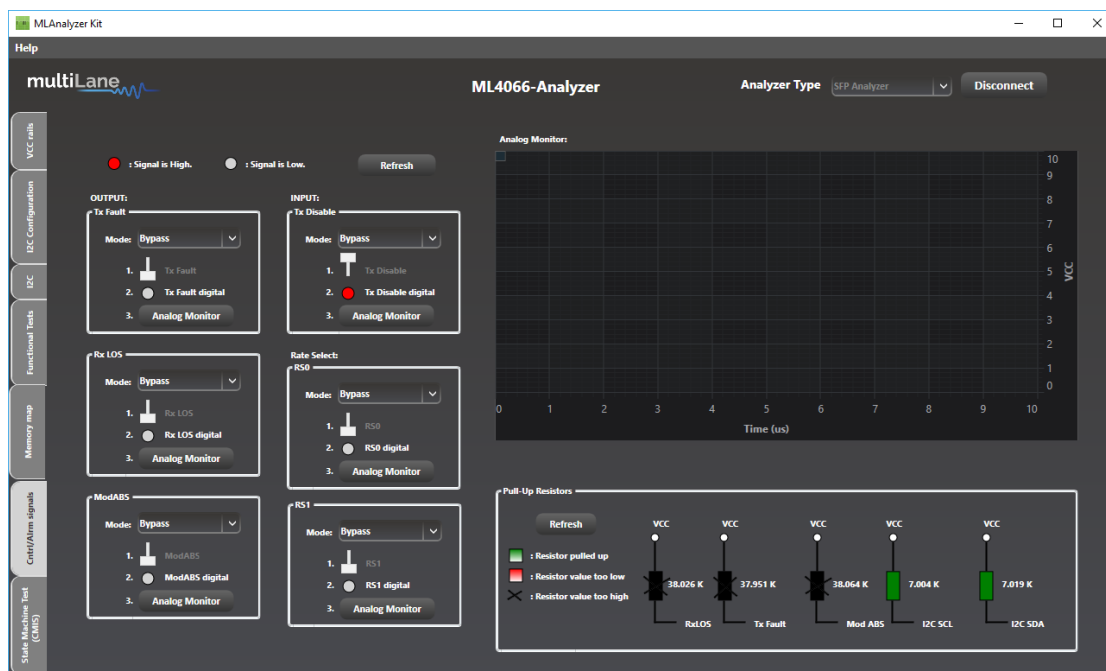 MLAnalyzer Kit
Help
multiLane
ML4066-Analyzer
Analyzer Type
SFP Analyzer
Disconnect
VCC rails
I2C Configuration
I2C
Functional Tests
Memory map
Cntrl/Alrm signals
State Machine Test
(CMIS)
: Signal is High.
: Signal is Low.
Refresh
OUTPUT:
Tx Fault
Mode: Bypass
1. Tx Fault
2. Tx Fault digital
3. Analog Monitor
Rx LOS
Mode: Bypass
1. Rx LOS
2. Rx LOS digital
3. Analog Monitor
ModABS
Mode: Bypass
1. ModABS
2. ModABS digital
3. Analog Monitor
INPUT:
Tx Disable
Mode: Bypass
1. Tx Disable
2. Tx Disable digital
3. Analog Monitor
Rate Select:
RS0
Mode: Bypass
1. RS0
2. RS0 digital
3. Analog Monitor
RS1
Mode: Bypass
1. RS1
2. RS1 digital
3. Analog Monitor
Analog Monitor:
10
9
8
7
6
5
4
3
2
1
0
VCC
0 1 2 3 4 5 6 7 8 9 10
Time (us)
Pull-Up Resistors
Refresh
: Resistor pulled up
: Resistor value too low
: Resistor value too high
VCC VCC VCC VCC VCC
38.026 K 37.951 K 38.064 K 7.004 K 7.019 K
RxLOS Tx Fault Mod ABS I2C SCL I2C SDA